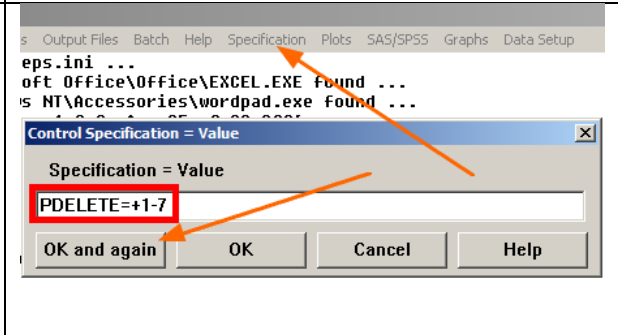 s Output Files Batch Help Specification Plots SAS/SPSS Graphs Data Setup
eps.ini ...
oft Office\Office\EXCEL.EXE found ...
s NT\Accessories\wordpad.exe found ...
Control Specification = Value
Specification = Value
PDELETE=+1-7
OK and again OK Cancel Help